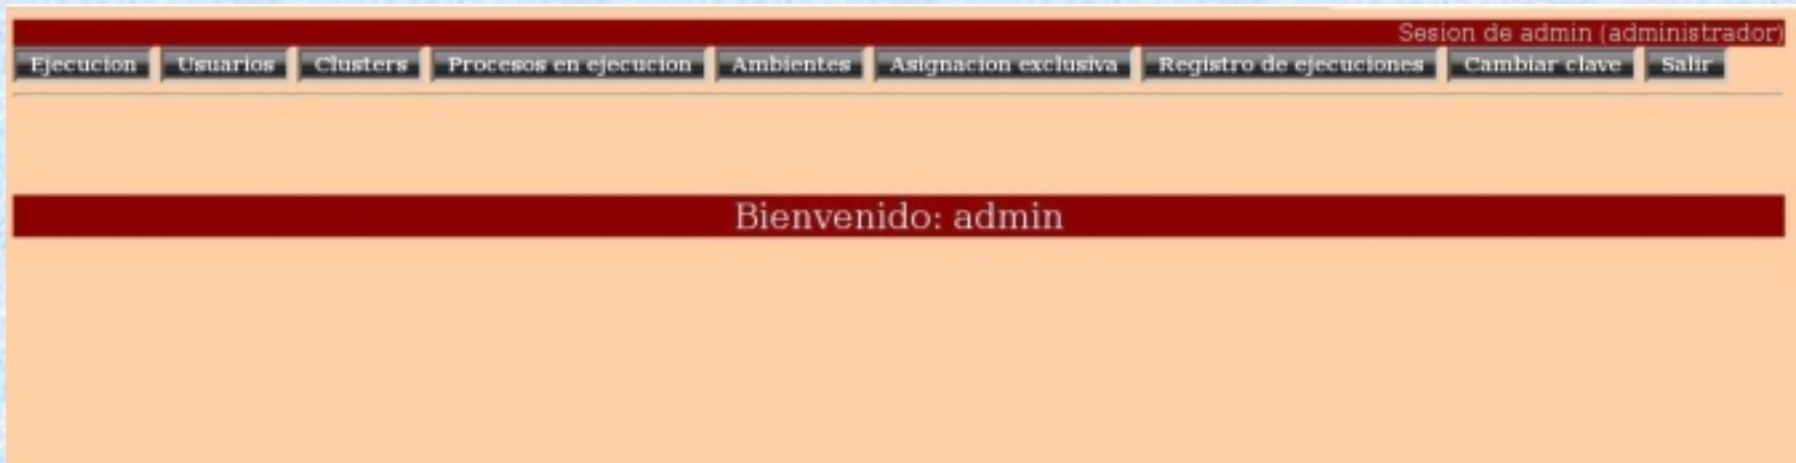 Sesion de admin (administrador)
Ejecucion Usuarios Clusters Procesos en ejecucion Ambientes Asignacion exclusiva Registro de ejecuciones Cambiar clave Salir
Bienvenido: admin